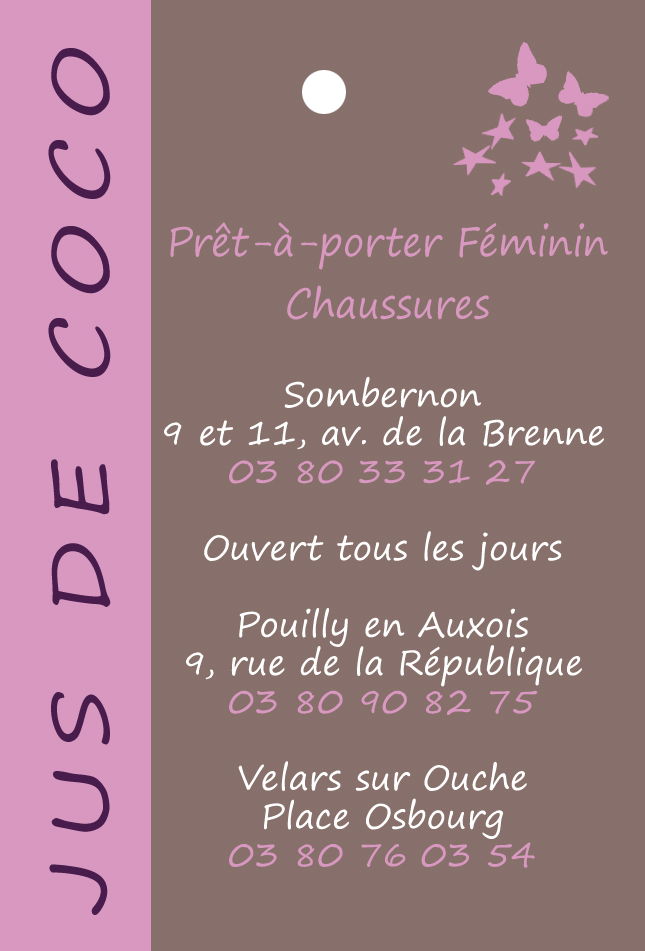 JUS DE COCO
Prêt-à-porter Féminin
Chaussures
Sombernon
9 et 11, av. de la Brenne
03 80 33 31 27
Ouvert tous les jours
Pouilly en Auxois
9, rue de la République
03 80 90 82 75
Velars sur Ouche
Place Osbourg
03 80 76 03 54